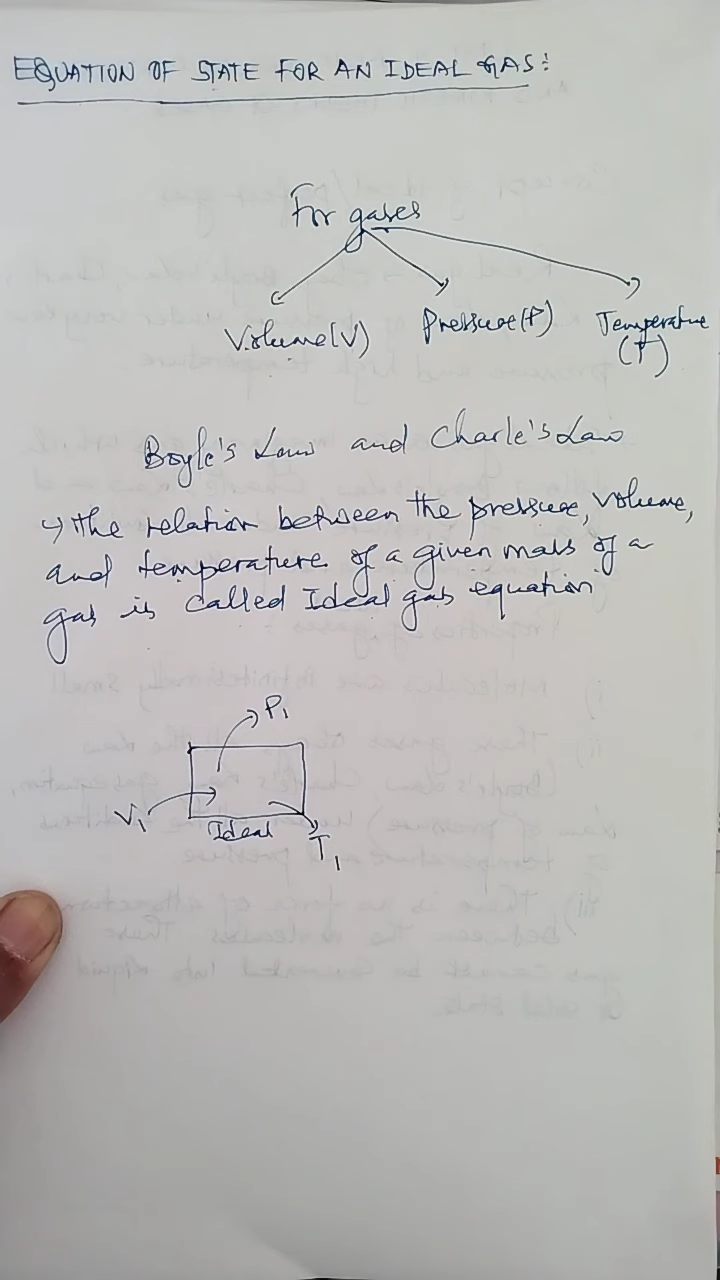 EQUATION OF STATE FOR AN IDEAL GAS:
For gases
Volume(V) Pressure(P) Temperature
(T)
Boyle's Law and Charle's Law
↪ The relation between the pressure, volume,
and temperature of a given mass of a
gas is called Ideal gas equation
P₁
V₁
Ideal
T₁